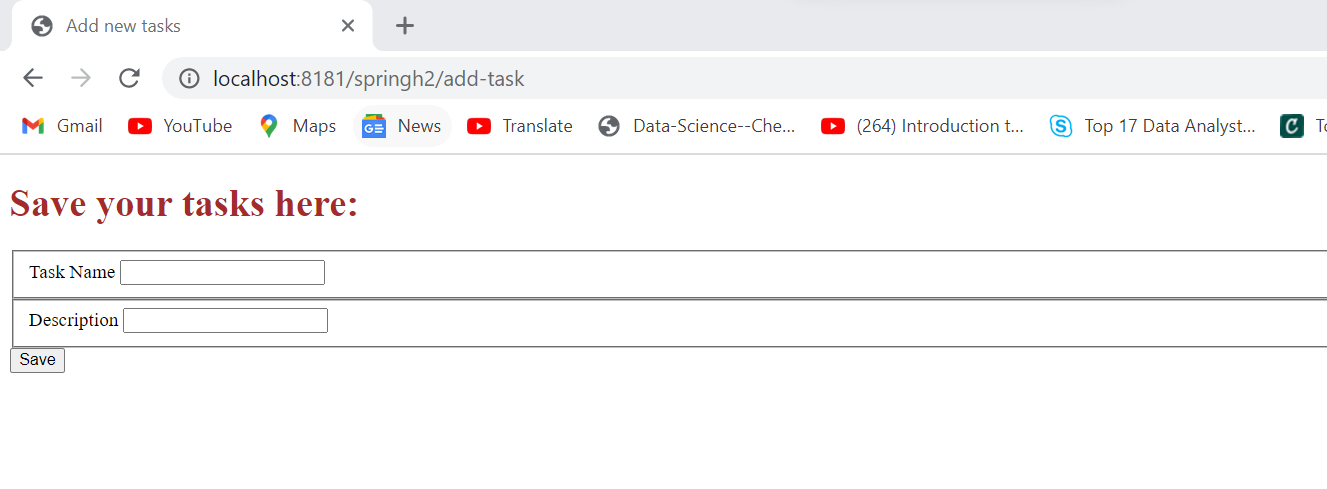 Add new tasks
localhost:8181/springh2/add-task
Gmail YouTube Maps News Translate Data-Science--Che... (264) Introduction t... Top 17 Data Analyst...
Save your tasks here:
Task Name
Description
Save